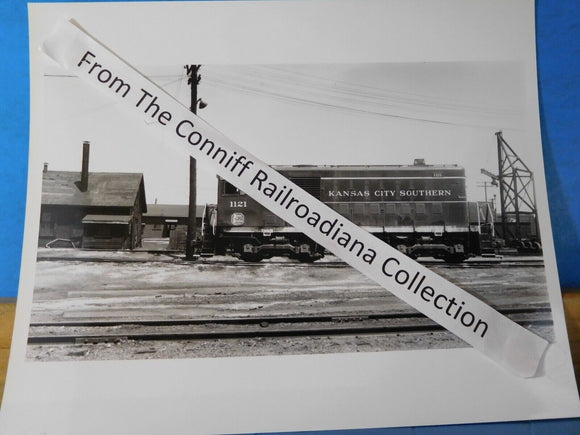 From The Conniff Railroadiana Collection
KANSAS CITY SOUTHERN
1121